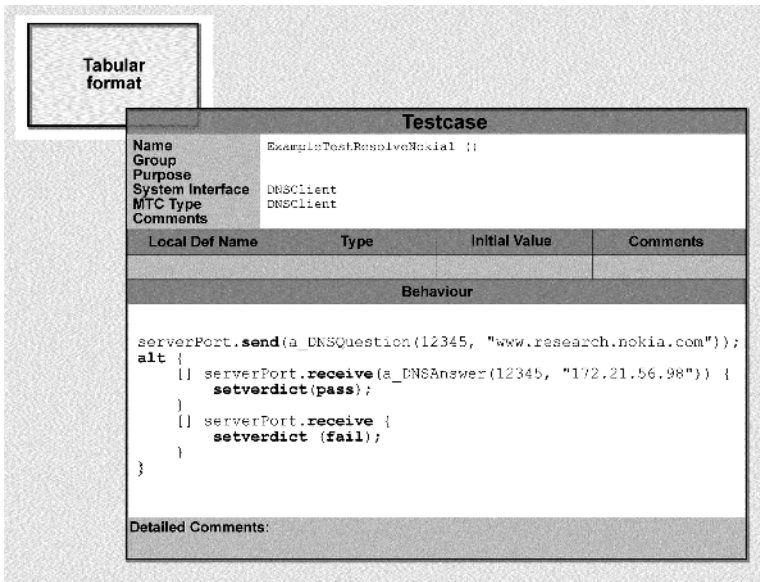 Tabular
format
Testcase
Name ExampleTestResolveNokia1 ()
Group
Purpose
System Interface DNSClient
MTC Type DNSClient
Comments
Local Def Name Type Initial Value Comments
Behaviour
serverPort.send(a_DNSQuestion(12345, "www.research.nokia.com"));
alt {
[] serverPort.receive(a_DNSAnswer(12345, "172.21.56.98")) {
setverdict(pass);
}
[] serverPort.receive {
setverdict (fail);
}
}
Detailed Comments: